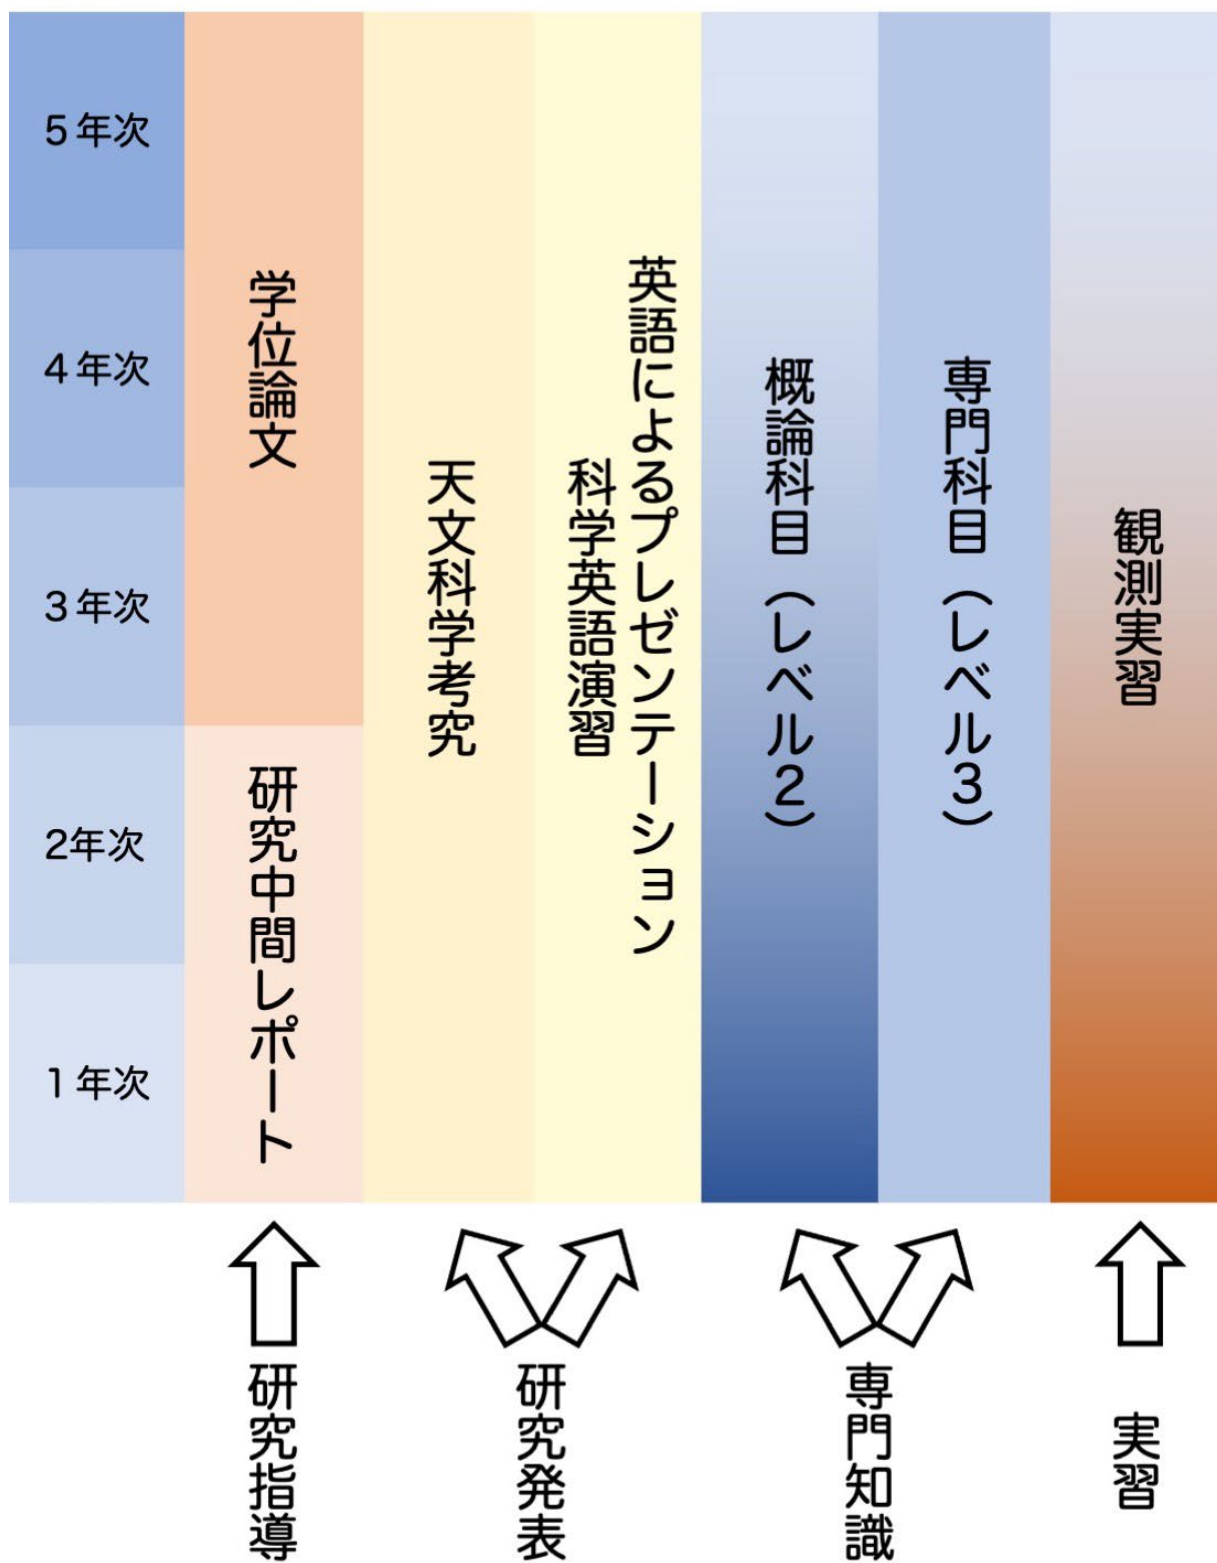 5年次
4年次
3年次
2年次
1年次
学位論文
研究中間レポート
天文科学考究
英語によるプレゼンテーション
科学英語演習
概論科目（レベル2）
専門科目（レベル3）
観測実習
研究指導
研究発表
専門知識
実習